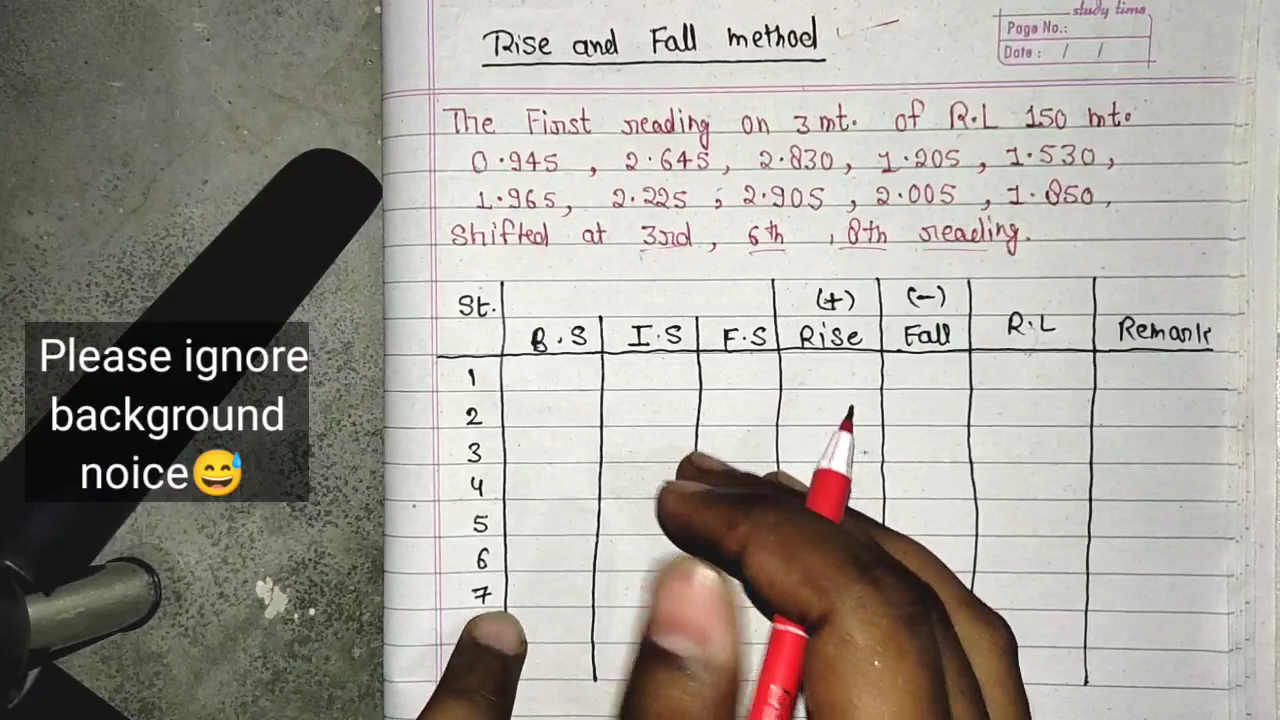 study time
Page No.:
Date : / /
Rise and Fall method
The First reading on 3 mt. of R.L 150 mt.
0.945 , 2.645 , 2.830 , 1.205 , 1.530 ,
1.965, 2.225 ; 2.905 , 2.005 , 1.850,
Shifted at 3rd , 6th , 8th reading.
St. B.S I.S F.S (+) Rise (-) Fall R.L Remark
1
2
3
4
5
6
7
Please ignore
background
noice😅